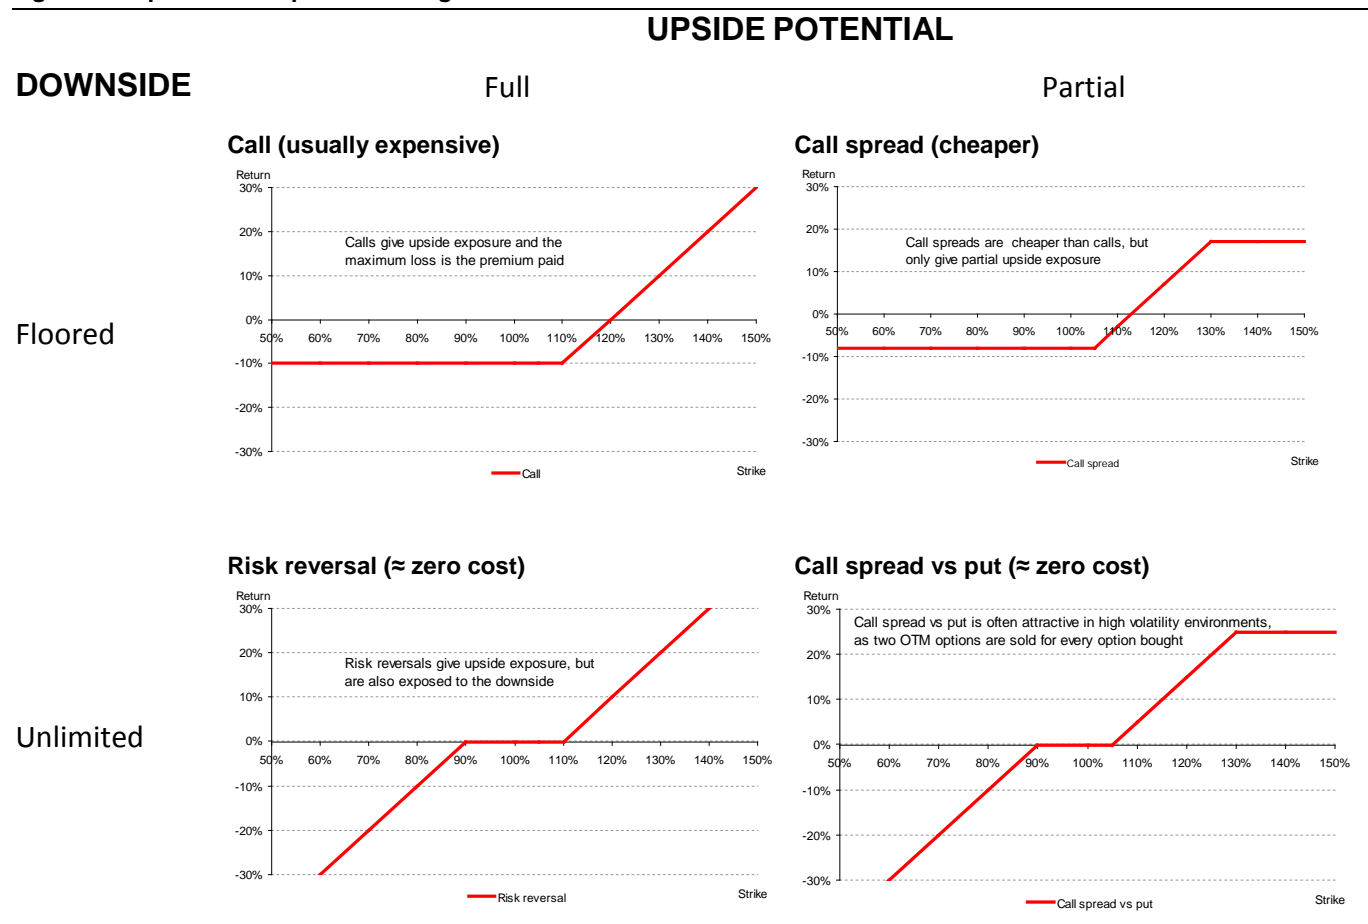 UPSIDE POTENTIAL
DOWNSIDE
Full
Partial
Call (usually expensive)
Return
30%
20%
10%
0%
-10%
-20%
-30%
50% 60% 70% 80% 90% 100% 110% 120% 130% 140% 150%
Calls give upside exposure and the
maximum loss is the premium paid
Call
Strike
Call spread (cheaper)
Return
30%
20%
10%
0%
-10%
-20%
-30%
50% 60% 70% 80% 90% 100% 110% 120% 130% 140% 150%
Call spreads are cheaper than calls, but
only give partial upside exposure
Call spread
Strike
Floored
Risk reversal (≈ zero cost)
Return
30%
20%
10%
0%
-10%
-20%
-30%
50% 60% 70% 80% 90% 100% 110% 120% 130% 140% 150%
Risk reversals give upside exposure, but
are also exposed to the downside
Risk reversal
Strike
Call spread vs put (≈ zero cost)
Return
30%
20%
10%
0%
-10%
-20%
-30%
50% 60% 70% 80% 90% 100% 110% 120% 130% 140% 150%
Call spread vs put is often attractive in high volatility environments,
as two OTM options are sold for every option bought
Call spread vs put
Strike
Unlimited